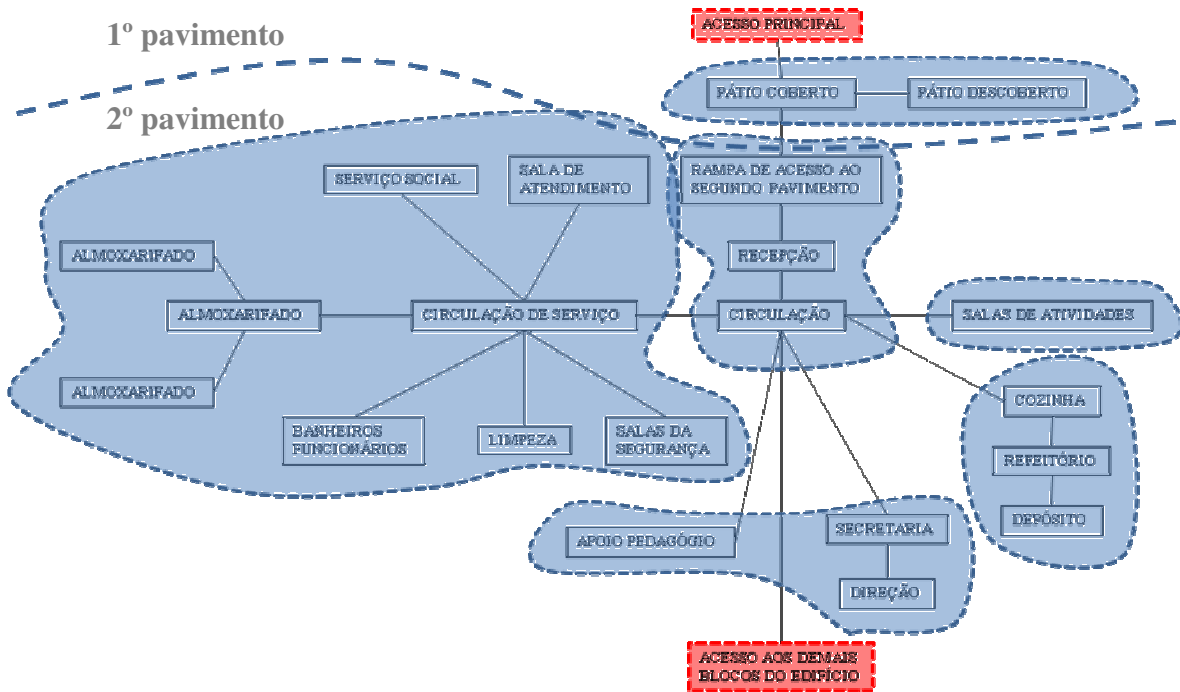 1º pavimento
ACESSO PRINCIPAL
PÁTIO COBERTO
PÁTIO DESCOBERTO
2º pavimento
SERVIÇO SOCIAL
SALA DE
ATENDIMENTO
RAMPA DE ACESSO AO
SEGUNDO PAVIMENTO
ALMOXARIFADO
RECEPÇÃO
ALMOXARIFADO
CIRCULAÇÃO DE SERVIÇO
CIRCULAÇÃO
SALAS DE ATIVIDADES
ALMOXARIFADO
COZINHA
BANHEIROS
FUNCIONÁRIOS
LIMPEZA
SALAS DA
SEGURANÇA
REFEITÓRIO
DEPÓSITO
APOIO PEDAGÓGIO
SECRETARIA
DIREÇÃO
ACESSO AOS DEMAIS
BLOCOS DO EDIFÍCIO